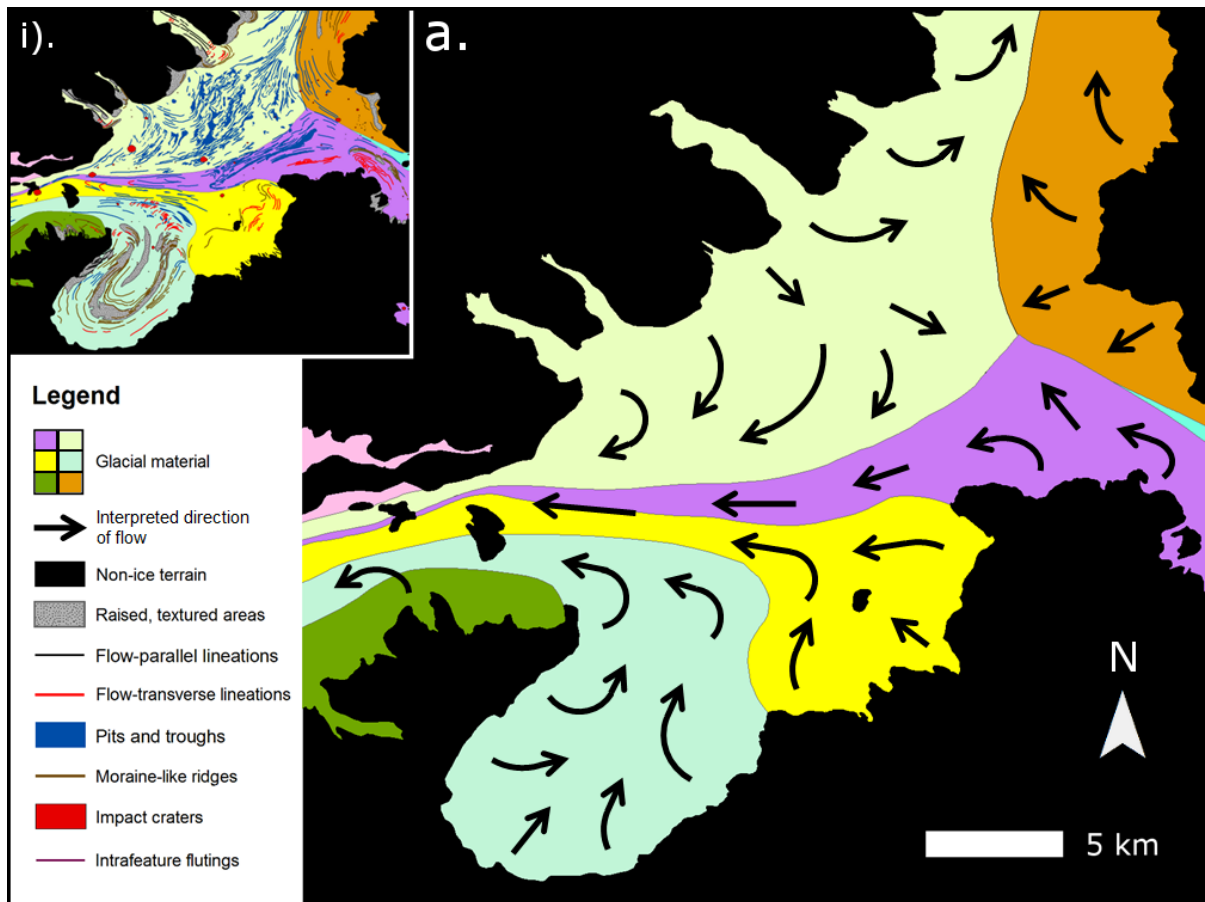 i).
a.
Legend
Glacial material
Interpreted direction
of flow
Non-ice terrain
Raised, textured areas
Flow-parallel lineations
Flow-transverse lineations
Pits and troughs
Moraine-like ridges
Impact craters
Intrafeature flutings
N
5 km